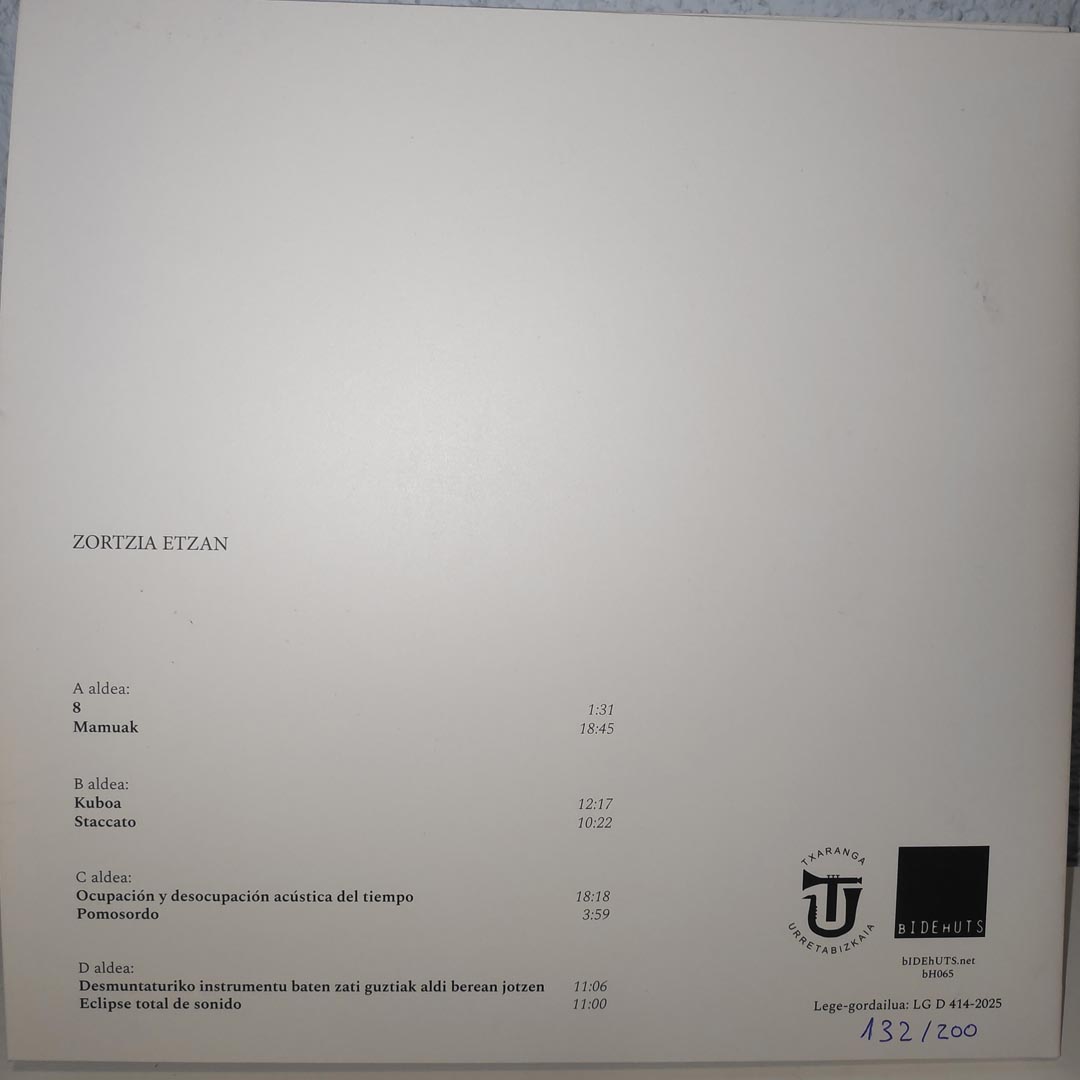 ZORTZIA ETZAN
A aldea:
8 1:31
Mamuak 18:45
B aldea:
Kuboa 12:17
Staccato 10:22
C aldea:
Ocupación y desocupación acústica del tiempo 18:18
Pomosordo 3:59
D aldea:
Desmuntaturiko instrumentu baten zati guztiak aldi berean jotzen 11:06
Eclipse total de sonido 11:00
TXARANGA
URRETABIZKAIA
BIDEHUTS
bIDEhUTS.net
bH065
Lege-gordailua: LG D 414-2025
132/200